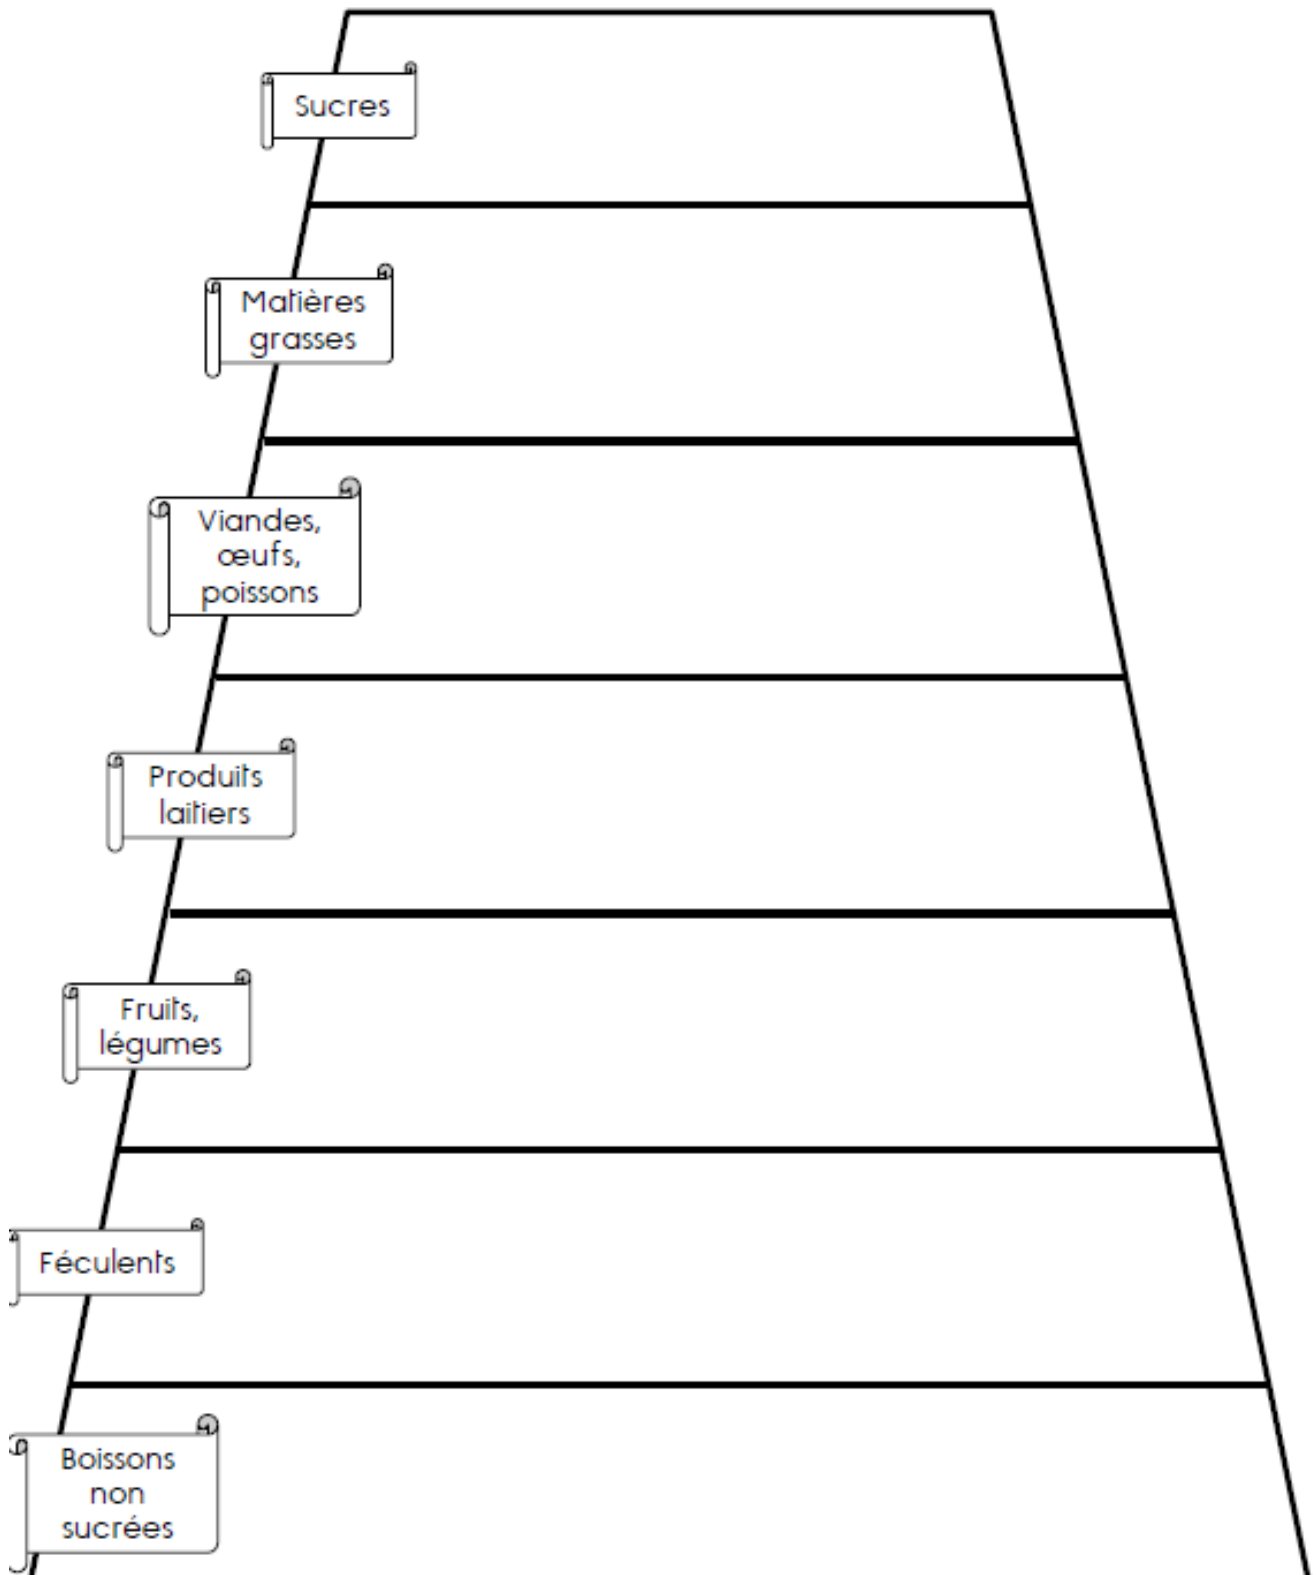 Sucres
Matières
grasses
Viandes,
œufs,
poissons
Produits
laitiers
Fruits,
légumes
Féculents
Boissons
non
sucrées